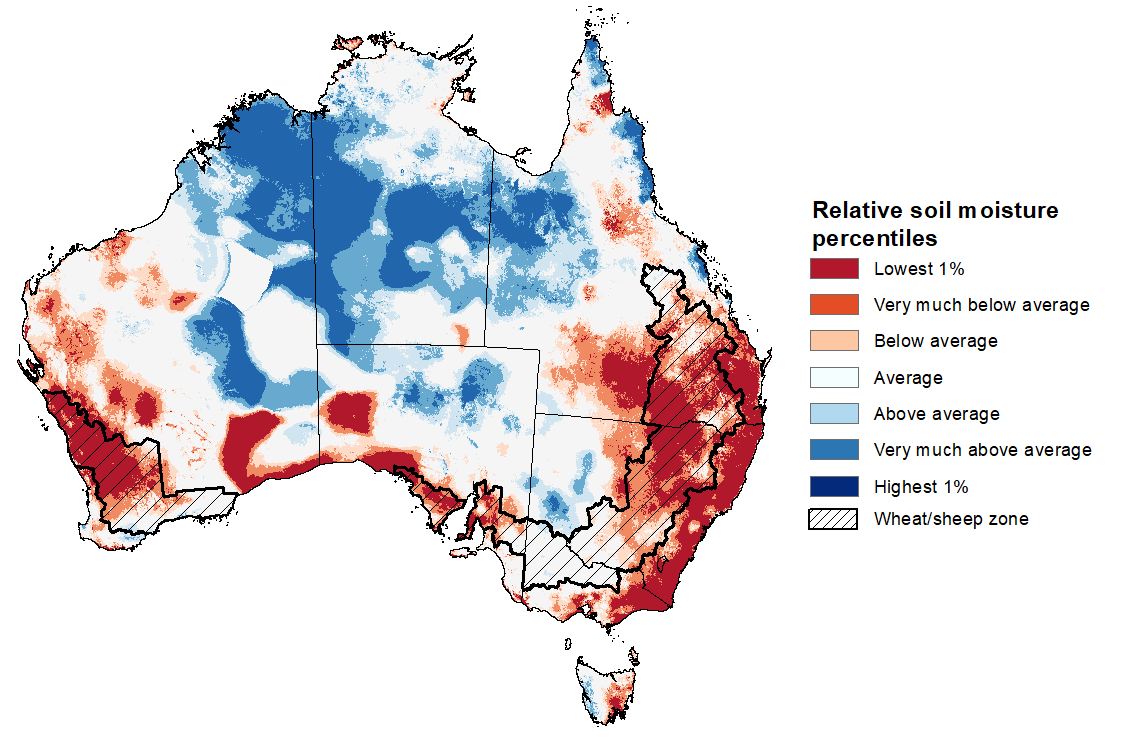 Relative soil moisture
percentiles
Lowest 1%
Very much below average
Below average
Average
Above average
Very much above average
Highest 1%
Wheat/sheep zone